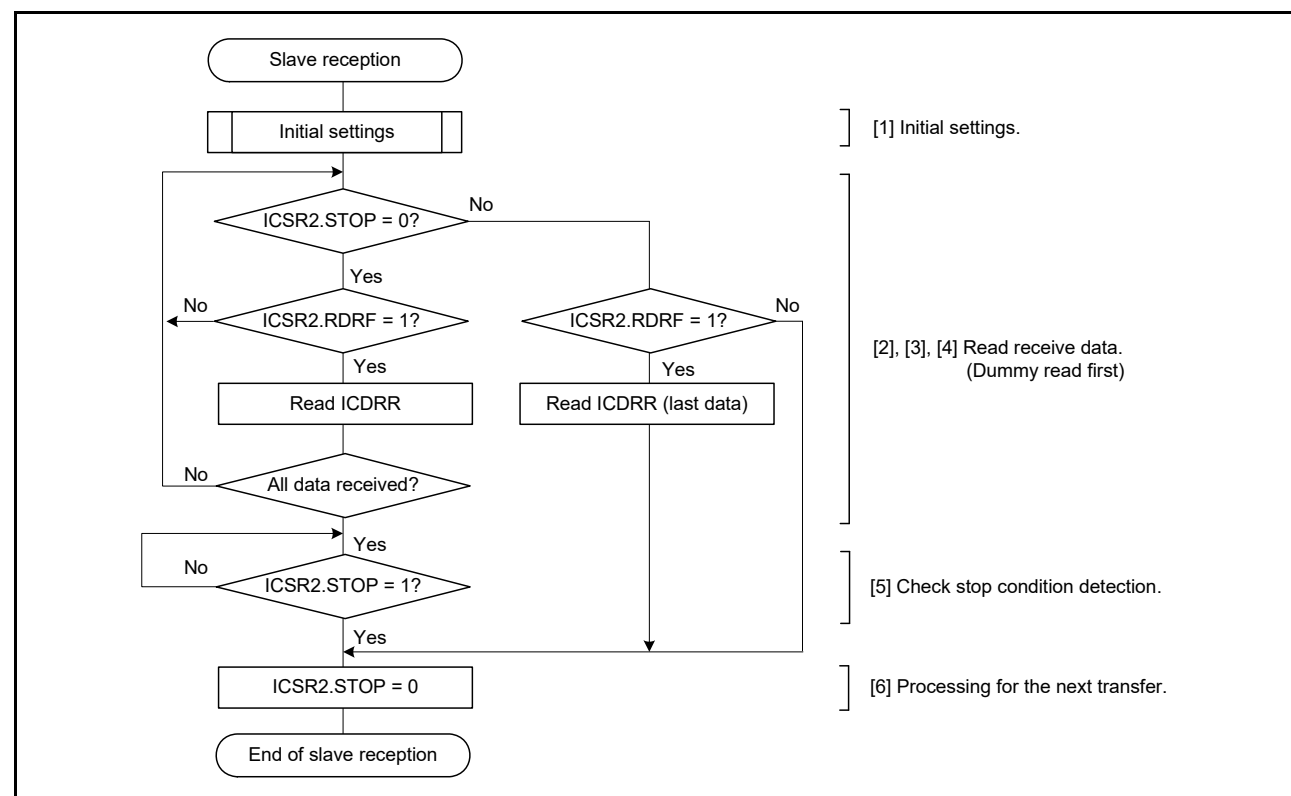 Slave reception
Initial settings
[1] Initial settings.
ICSR2.STOP = 0?
No
Yes
No
ICSR2.RDRF = 1?
ICSR2.RDRF = 1?
No
[2], [3], [4] Read receive data.
(Dummy read first)
Yes
Yes
Read ICDRR
Read ICDRR (last data)
No
All data received?
Yes
No
ICSR2.STOP = 1?
[5] Check stop condition detection.
Yes
ICSR2.STOP = 0
[6] Processing for the next transfer.
End of slave reception